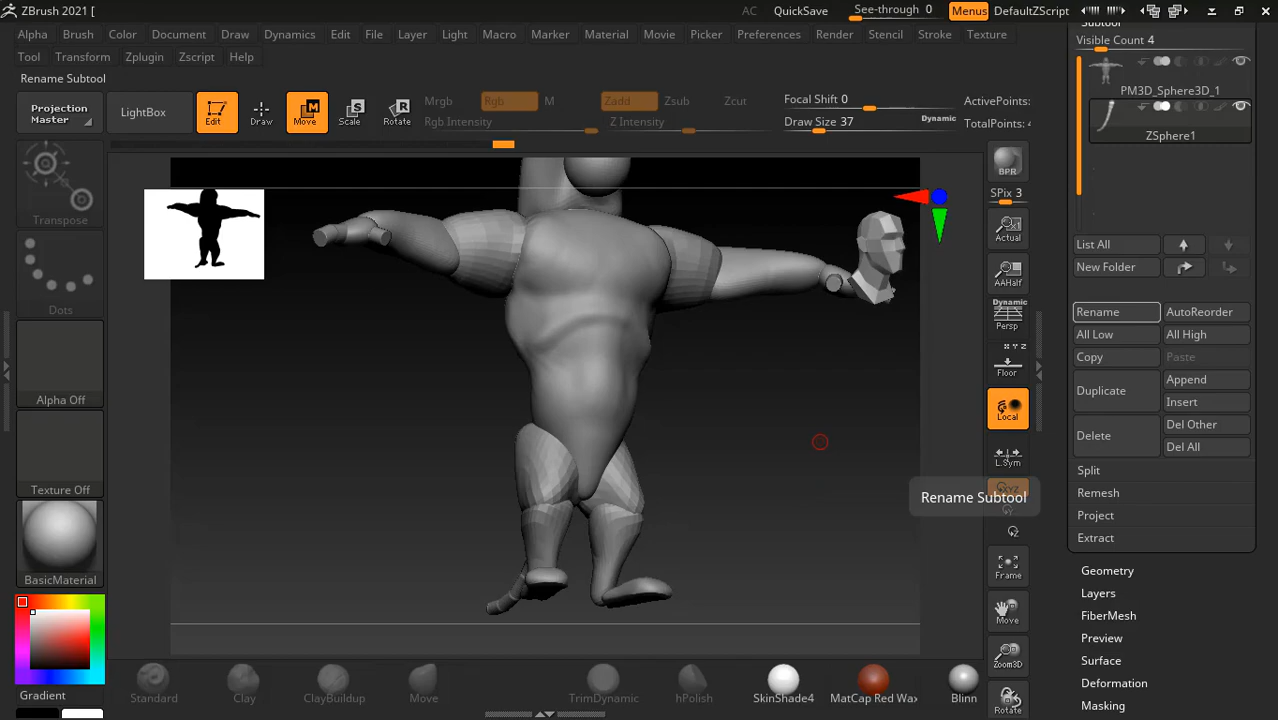 ZBrush 2021 [
AC QuickSave See-through 0 Menus DefaultZScript
Alpha Brush Color Document Draw Dynamics Edit File Layer Light Macro Marker Material Movie Picker Preferences Render Stencil Stroke Texture
Tool Transform Zplugin Zscript Help
Rename Subtool
Projection Master
LightBox
Edit
Draw
Move
Scale
Rotate
Mrgb Rgb M
Rgb Intensity
Zadd Zsub Zcut
Z Intensity
Focal Shift 0
Draw Size 37
Dynamic
ActivePoints:
TotalPoints: 4
Transpose
Dots
Alpha Off
Texture Off
BasicMaterial
Gradient
BPR
SPix 3
Actual
AAHalf
Dynamic
Persp
X Y Z
Floor
Local
L.Sym
XYZ
Y
Z
Frame
Move
Zoom3D
Rotate
Rename Subtool
Subtool
Visible Count 4
PM3D_Sphere3D_1
ZSphere1
List All
New Folder
Rename AutoReorder
All Low All High
Copy Paste
Duplicate
Append
Insert
Delete
Del Other
Del All
Split
Remesh
Project
Extract
Geometry
Layers
FiberMesh
Preview
Surface
Deformation
Masking
Standard Clay ClayBuildup Move TrimDynamic hPolish SkinShade4 MatCap Red Wa Blinn